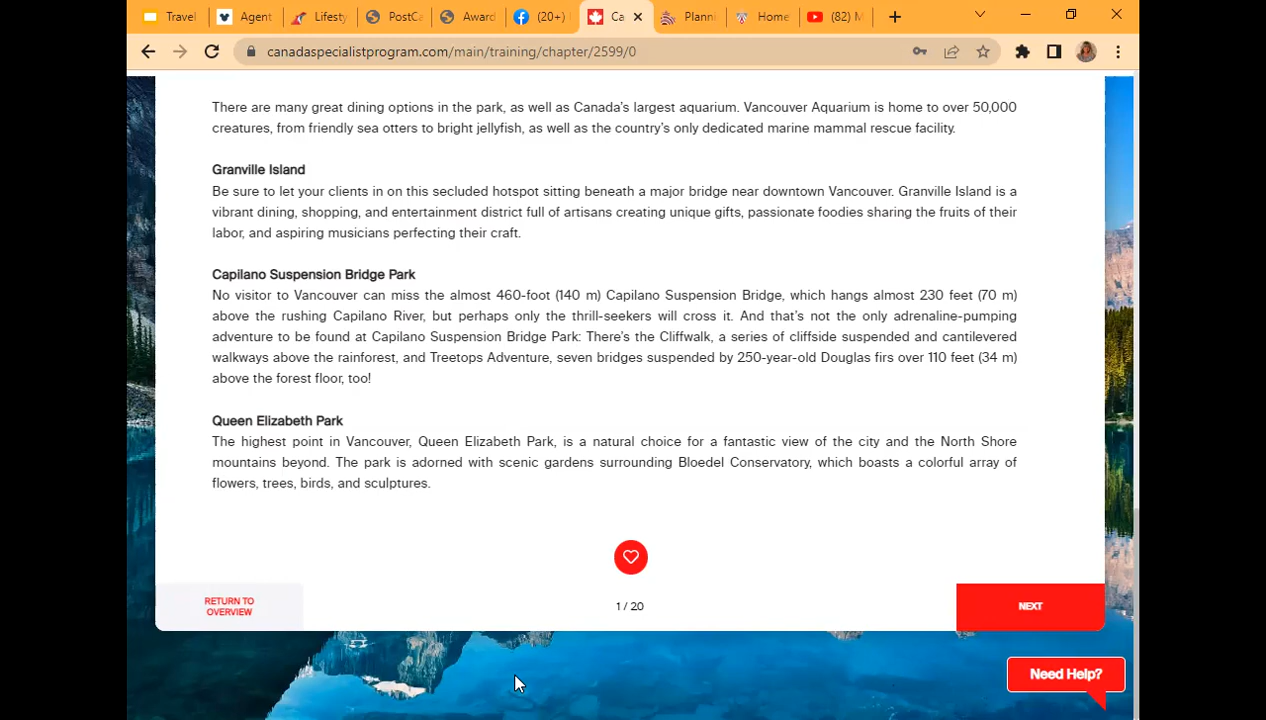 Travel
Agent
Lifesty
PostCa
Award
(20+)
Ca
Planni
Home
(82) M
canadaspecialistprogram.com/main/training/chapter/2599/0
There are many great dining options in the park, as well as Canada's largest aquarium. Vancouver Aquarium is home to over 50,000
creatures, from friendly sea otters to bright jellyfish, as well as the country's only dedicated marine mammal rescue facility.
Granville Island
Be sure to let your clients in on this secluded hotspot sitting beneath a major bridge near downtown Vancouver. Granville Island is a
vibrant dining, shopping, and entertainment district full of artisans creating unique gifts, passionate foodies sharing the fruits of their
labor, and aspiring musicians perfecting their craft.
Capilano Suspension Bridge Park
No visitor to Vancouver can miss the almost 460-foot (140 m) Capilano Suspension Bridge, which hangs almost 230 feet (70 m)
above the rushing Capilano River, but perhaps only the thrill-seekers will cross it. And that's not the only adrenaline-pumping
adventure to be found at Capilano Suspension Bridge Park: There's the Cliffwalk, a series of cliffside suspended and cantilevered
walkways above the rainforest, and Treetops Adventure, seven bridges suspended by 250-year-old Douglas firs over 110 feet (34 m)
above the forest floor, too!
Queen Elizabeth Park
The highest point in Vancouver, Queen Elizabeth Park, is a natural choice for a fantastic view of the city and the North Shore
mountains beyond. The park is adorned with scenic gardens surrounding Bloedel Conservatory, which boasts a colorful array of
flowers, trees, birds, and sculptures.
RETURN TO
OVERVIEW
1 / 20
NEXT
Need Help?